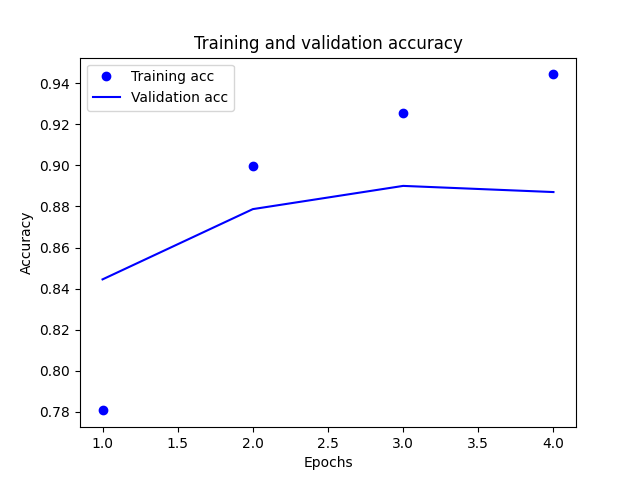 Training and validation accuracy
Training acc
Validation acc
Accuracy
0.94
0.92
0.90
0.88
0.86
0.84
0.82
0.80
0.78
1.0 1.5 2.0 2.5 3.0 3.5 4.0
Epochs